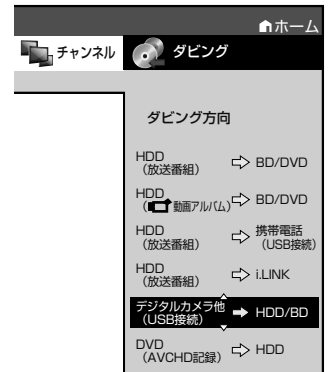 ホーム
チャンネル ダビング
ダビング方向
HDD
(放送番組) ⇨ BD/DVD
HDD
( 動画アルバム) ⇨ BD/DVD
HDD ⇨ 携帯電話
(放送番組) (USB接続)
HDD
(放送番組) ⇨ i.LINK
デジタルカメラ他
(USB接続) ➡ HDD/BD
DVD
(AVCHD記録) ⇨ HDD